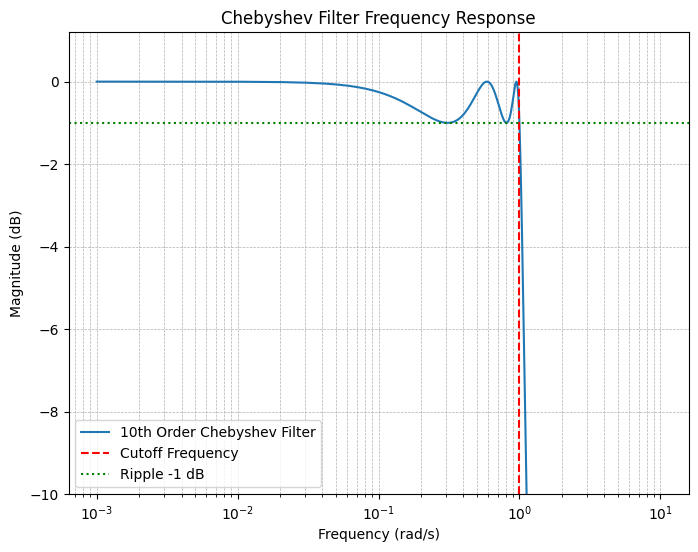 Chebyshev Filter Frequency Response
Magnitude (dB)
0
−2
−4
−6
−8
−10
10th Order Chebyshev Filter
Cutoff Frequency
Ripple -1 dB
10⁻³ 10⁻² 10⁻¹ 10⁰ 10¹
Frequency (rad/s)